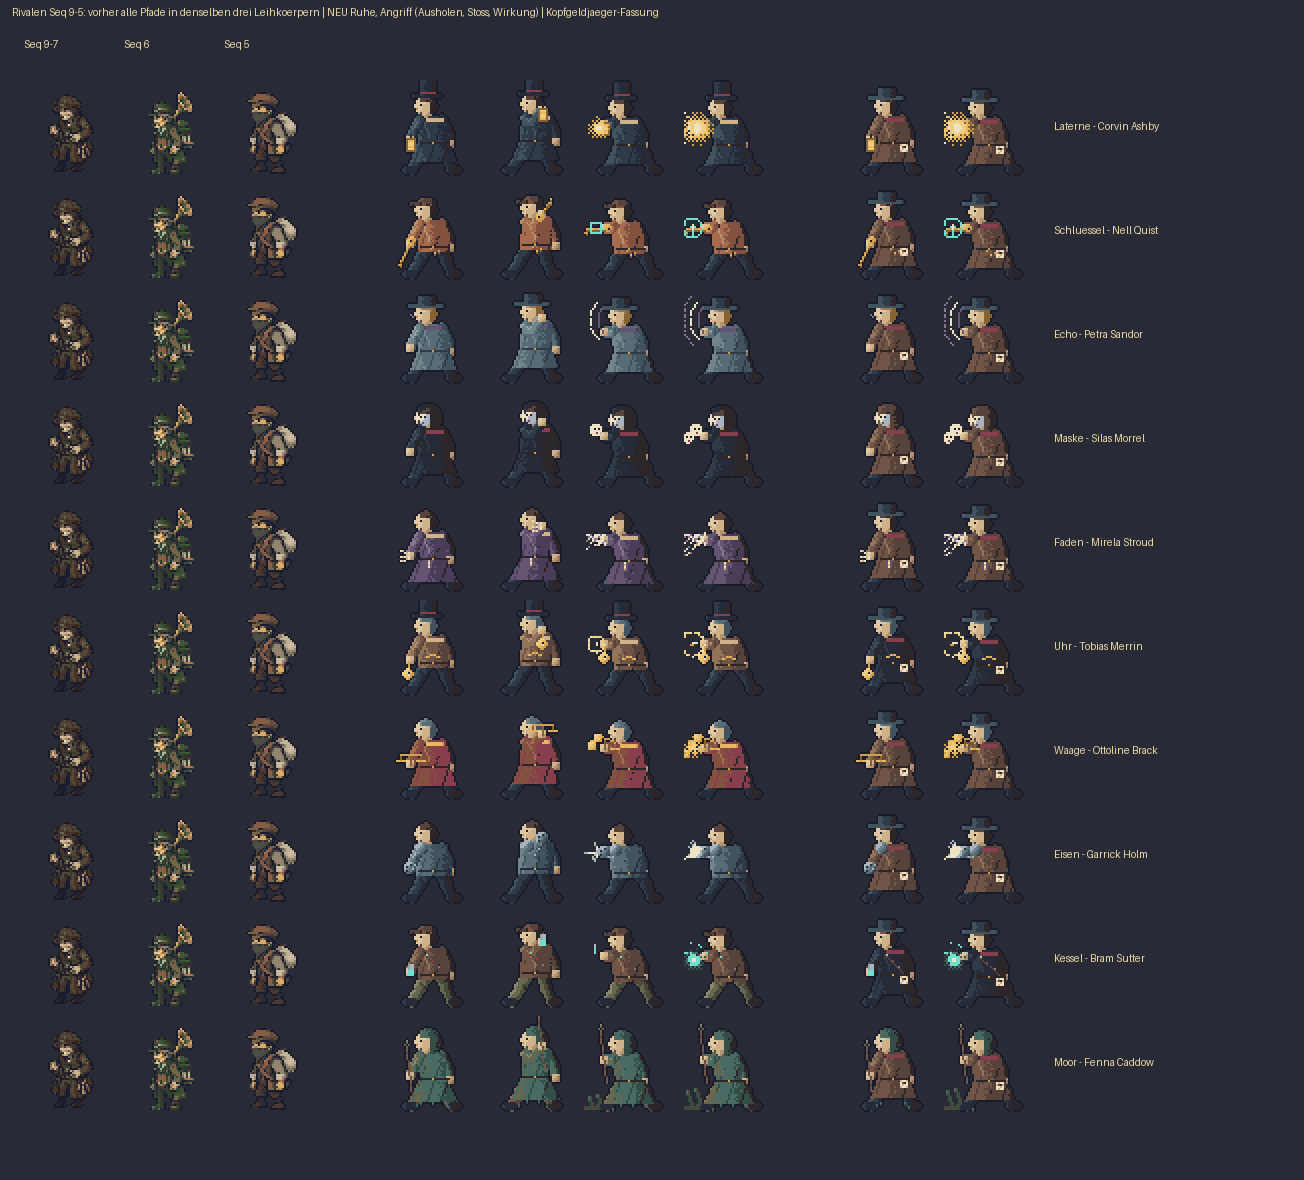 Rivalen Seq 9-5: vorher alle Pfade in denselben drei Leihkoerpern | NEU Ruhe, Angriff (Ausholen, Stoss, Wirkung) | Kopfgeldjaeger-Fassung
Seq 9-7 Seq 6 Seq 5
Laterne - Corvin Ashby
Schluessel - Nell Quist
Echo - Petra Sandor
Maske - Silas Morrel
Faden - Mirela Stroud
Uhr - Tobias Merrin
Waage - Ottoline Brack
Eisen - Garrick Holm
Kessel - Bram Sutter
Moor - Fenna Caddow